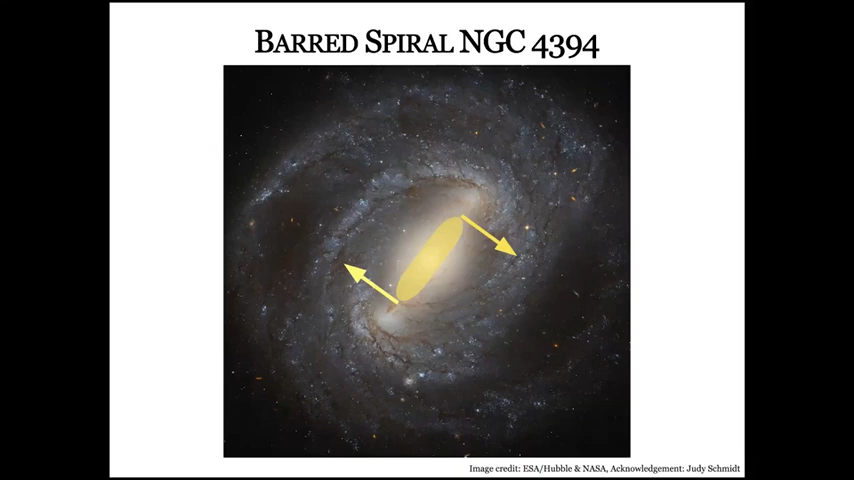 BARRED SPIRAL NGC 4394
Image credit: ESA/Hubble & NASA, Acknowledgement: Judy Schmidt